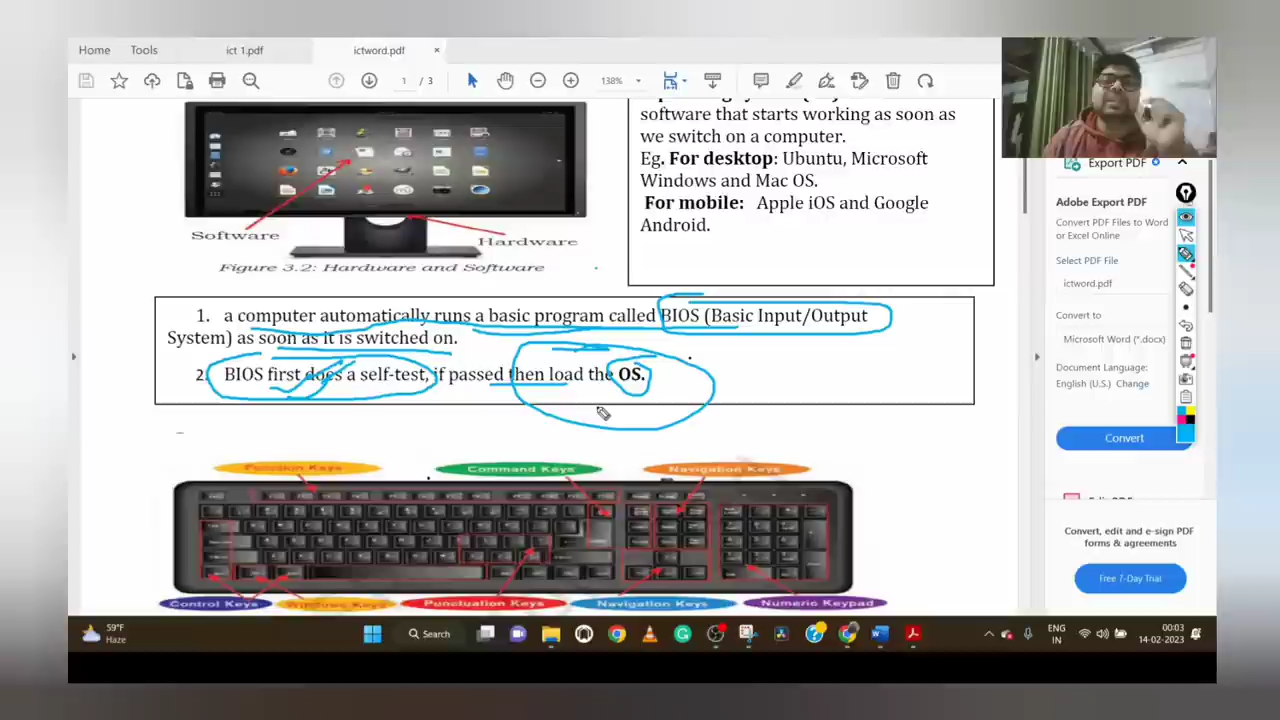 Home Tools ict 1.pdf ictword.pdf ×
1 / 3 138%
software that starts working as soon as
we switch on a computer.
Eg. For desktop: Ubuntu, Microsoft
Windows and Mac OS.
For mobile: Apple iOS and Google
Android.
Software
Hardware
Figure 3.2: Hardware and Software
1. a computer automatically runs a basic program called BIOS (Basic Input/Output
System) as soon as it is switched on.
2. BIOS first does a self-test, if passed then load the OS.
Function Keys Command Keys Navigation Keys
Control Keys Windows Keys Punctuation Keys Navigation Keys Numeric Keypad
Export PDF
Adobe Export PDF
Convert PDF Files to Word
or Excel Online
Select PDF File
ictword.pdf
Convert to
Microsoft Word (*.docx)
Document Language:
English (U.S.) Change
Convert
Convert, edit and e-sign PDF
forms & agreements
Free 7-Day Trial
59°F
Haze
Search
ENG
IN
00:03
14-02-2023